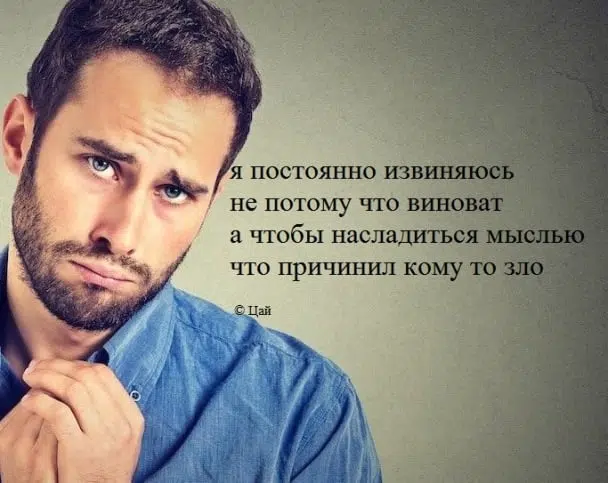 я постоянно извиняюсь
не потому что виноват
а чтобы насладиться мыслью
что причинил кому то зло
© Цай